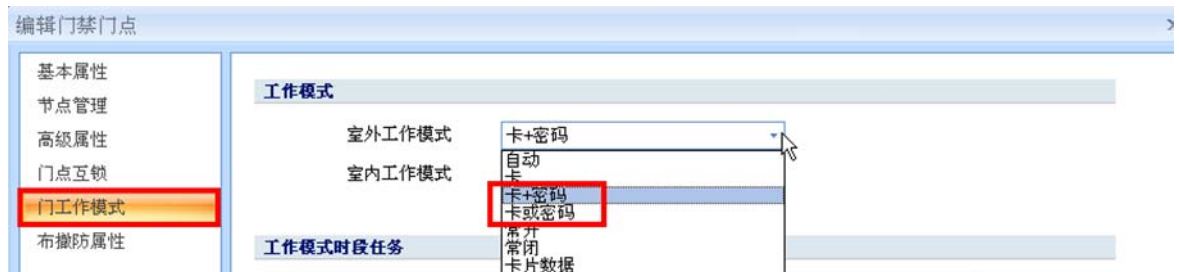 编辑门禁门点
基本属性
节点管理
高级属性
门点互锁
门工作模式
布撤防属性
工作模式
室外工作模式 卡+密码
室内工作模式
自动
卡
卡+密码
卡或密码
常开
常闭
卡片数据
工作模式时段任务